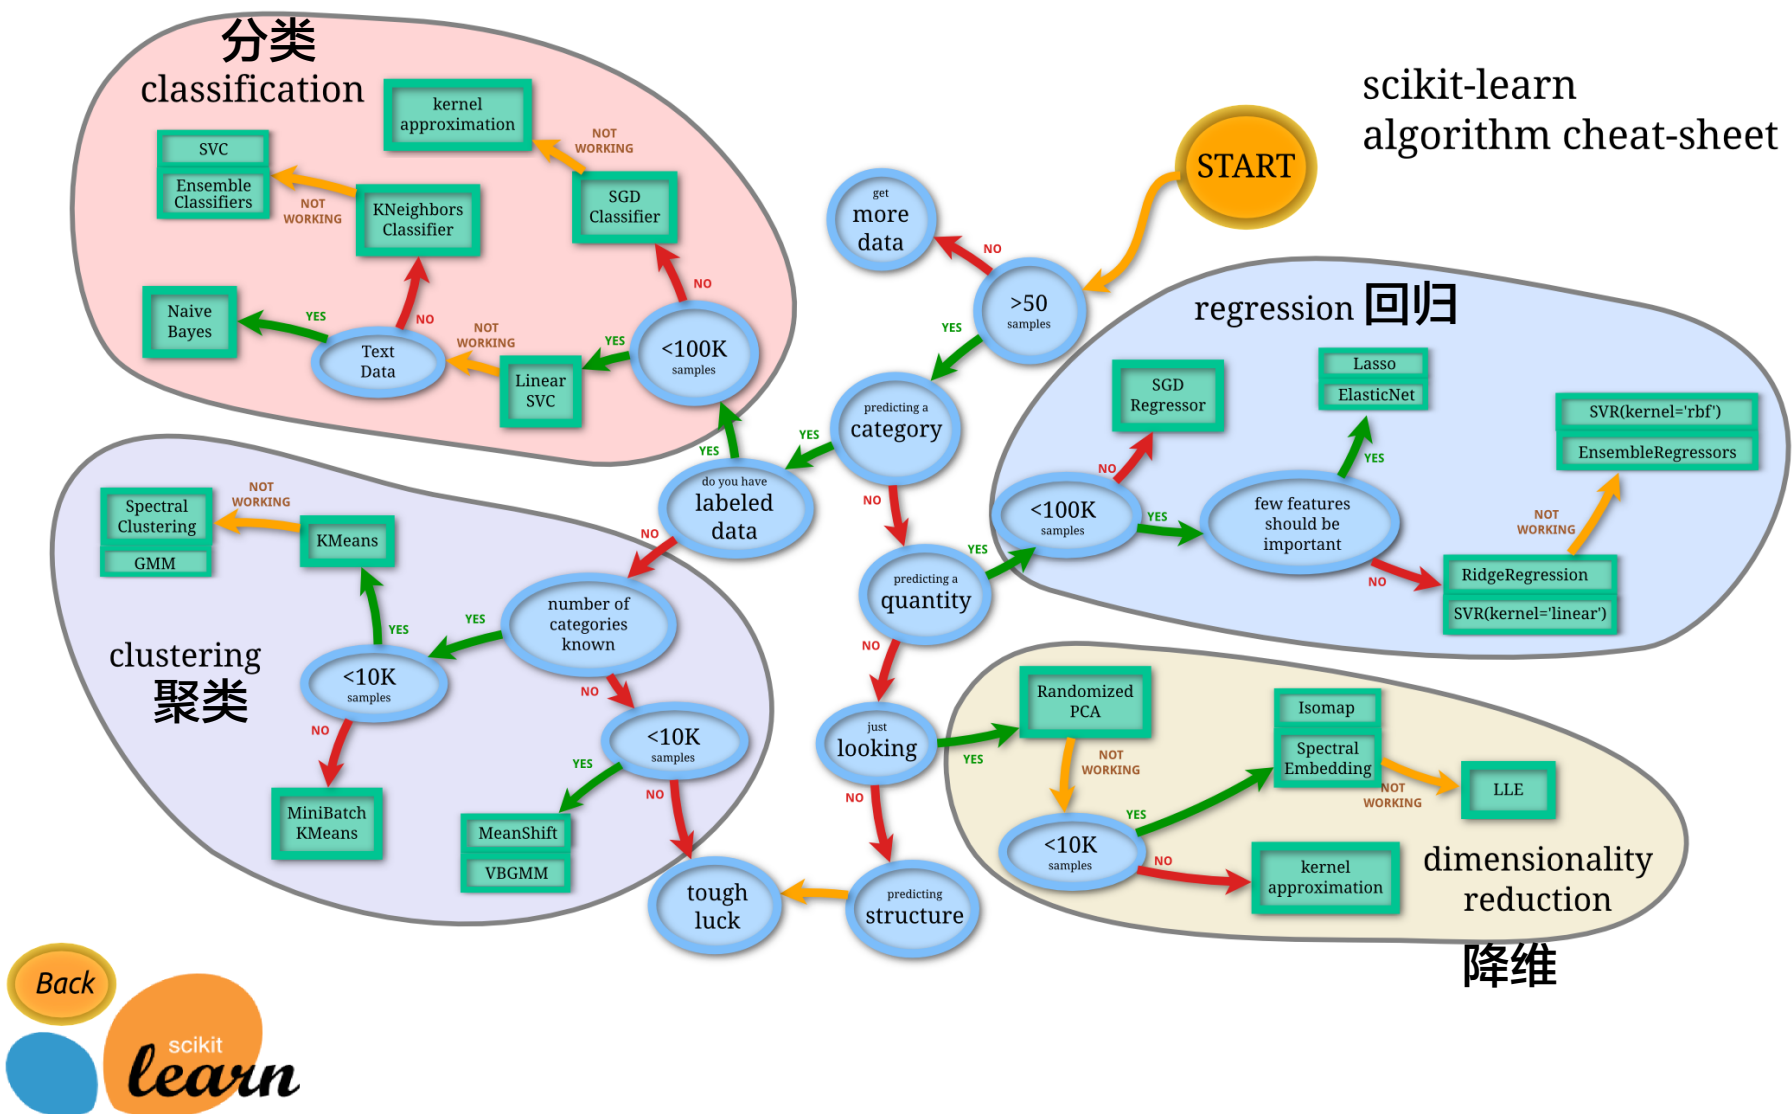 分类
classification
scikit-learn
algorithm cheat-sheet
START
kernel
approximation
NOT
WORKING
SVC
Ensemble
Classifiers
NOT
WORKING
KNeighbors
Classifier
SGD
Classifier
NO
Naive
Bayes
YES
Text
Data
NO
NOT
WORKING
Linear
SVC
YES
<100K
samples
YES
get
more
data
NO
>50
samples
YES
predicting a
category
YES
do you have
labeled
data
NO
NO
predicting a
quantity
YES
NO
just
looking
YES
NO
predicting
structure
tough
luck
regression 回归
SGD
Regressor
NO
<100K
samples
YES
Lasso
ElasticNet
YES
few features
should be
important
NO
SVR(kernel='rbf')
EnsembleRegressors
NOT
WORKING
RidgeRegression
SVR(kernel='linear')
Spectral
Clustering
GMM
NOT
WORKING
KMeans
YES
clustering
聚类
<10K
samples
NO
MiniBatch
KMeans
YES
number of
categories
known
NO
<10K
samples
YES
NO
MeanShift
VBGMM
Randomized
PCA
NOT
WORKING
<10K
samples
YES
NO
Isomap
Spectral
Embedding
NOT
WORKING
LLE
kernel
approximation
dimensionality
reduction
降维
Back
scikit
learn